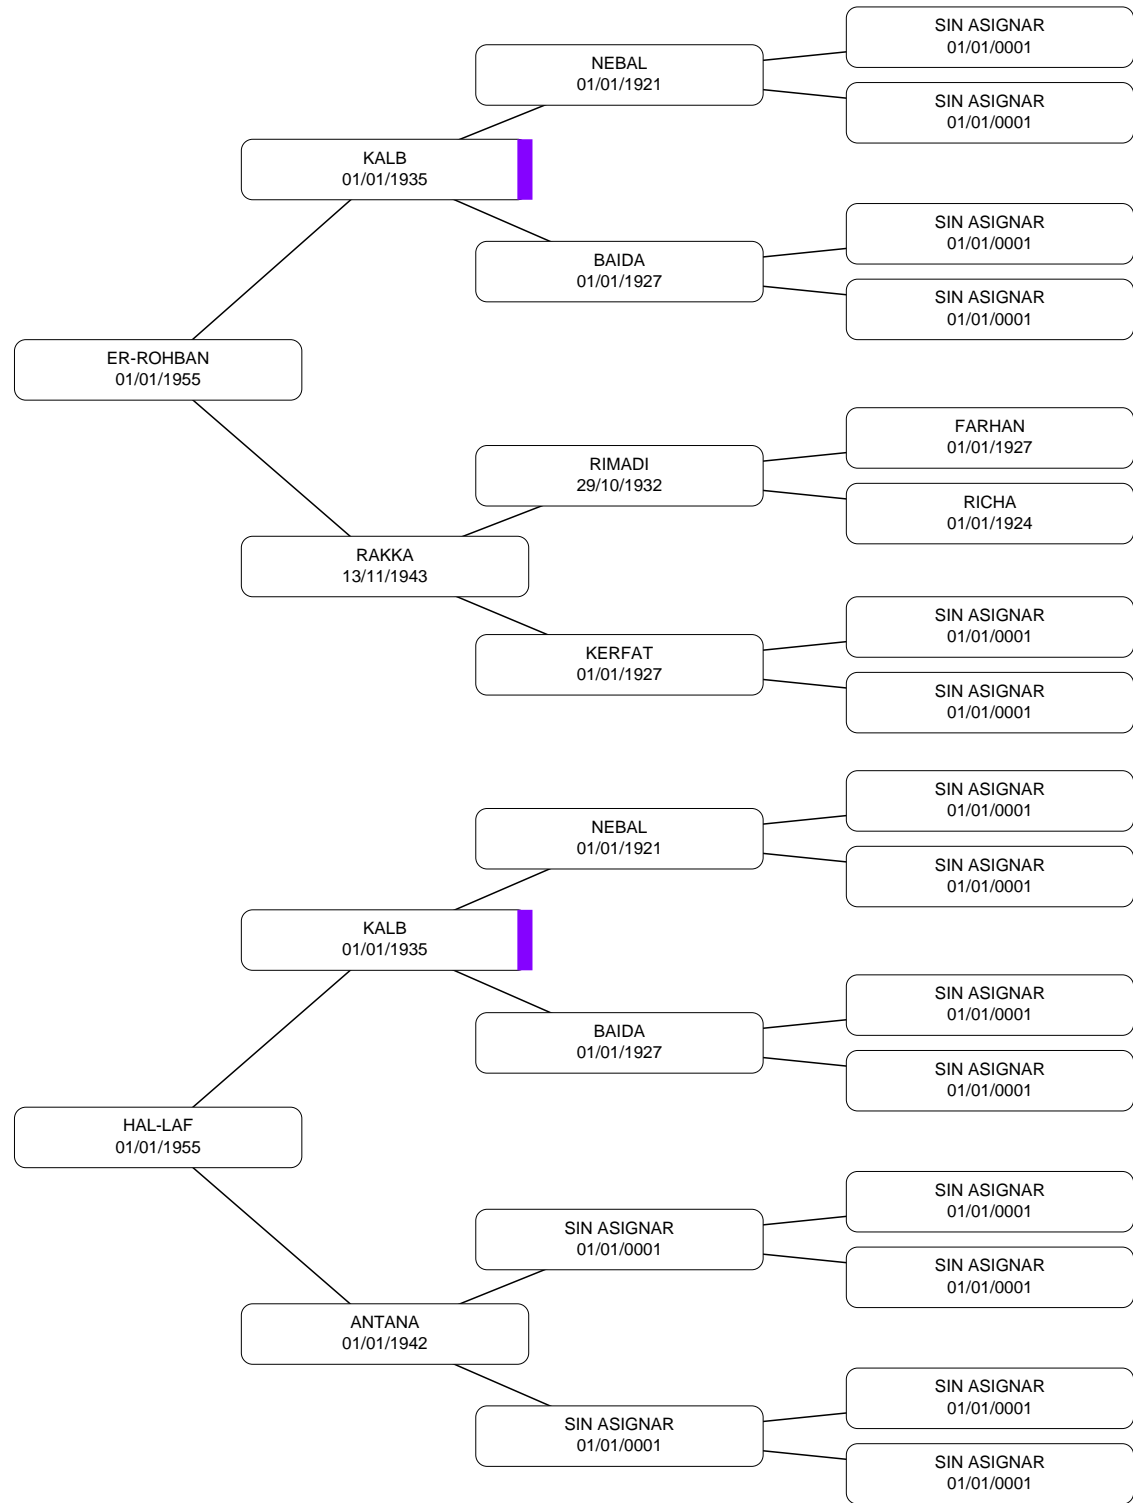 SIN ASIGNAR
01/01/0001
NEBAL
01/01/1921
SIN ASIGNAR
01/01/0001
KALB
01/01/1935
SIN ASIGNAR
01/01/0001
BAIDA
01/01/1927
SIN ASIGNAR
01/01/0001
ER-ROHBAN
01/01/1955
FARHAN
01/01/1927
RIMADI
29/10/1932
RICHA
01/01/1924
RAKKA
13/11/1943
SIN ASIGNAR
01/01/0001
KERFAT
01/01/1927
SIN ASIGNAR
01/01/0001
SIN ASIGNAR
01/01/0001
NEBAL
01/01/1921
SIN ASIGNAR
01/01/0001
KALB
01/01/1935
SIN ASIGNAR
01/01/0001
BAIDA
01/01/1927
SIN ASIGNAR
01/01/0001
HAL-LAF
01/01/1955
SIN ASIGNAR
01/01/0001
SIN ASIGNAR
01/01/0001
SIN ASIGNAR
01/01/0001
ANTANA
01/01/1942
SIN ASIGNAR
01/01/0001
SIN ASIGNAR
01/01/0001
SIN ASIGNAR
01/01/0001